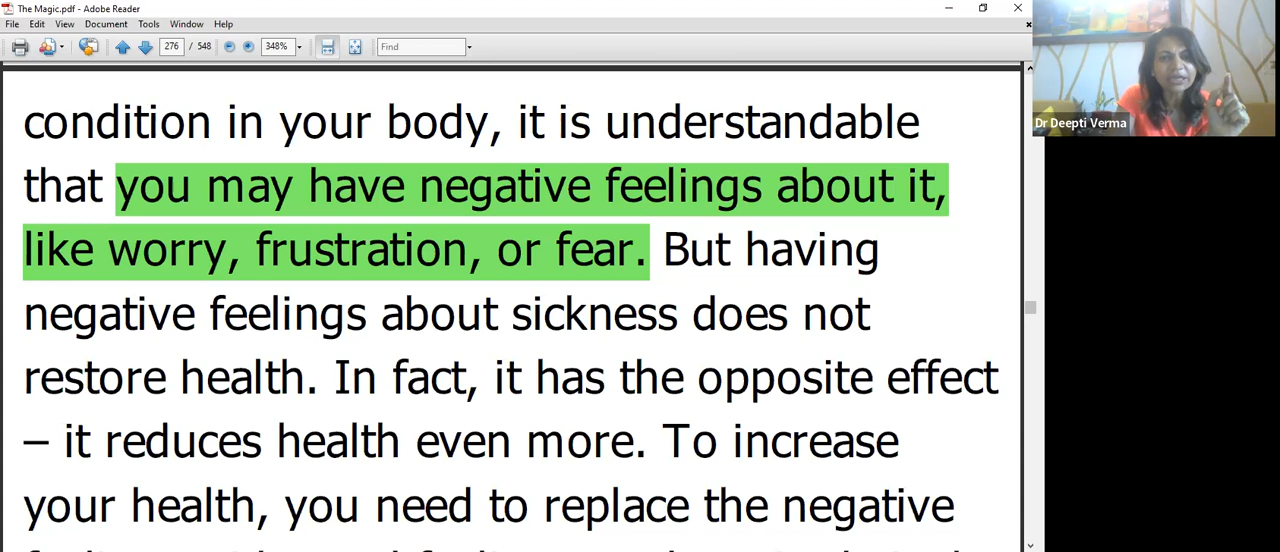 The Magic.pdf - Adobe Reader
File Edit View Document Tools Window Help
276 / 548 348% Find
condition in your body, it is understandable
that you may have negative feelings about it,
like worry, frustration, or fear. But having
negative feelings about sickness does not
restore health. In fact, it has the opposite effect
– it reduces health even more. To increase
your health, you need to replace the negative
Dr Deepti Verma